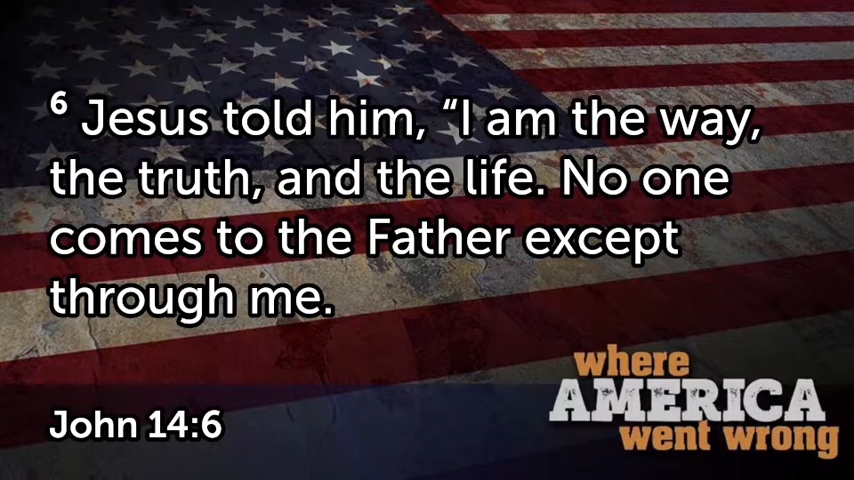 ⁶ Jesus told him, “I am the way,
the truth, and the life. No one
comes to the Father except
through me.
John 14:6
where
AMERICA
went wrong